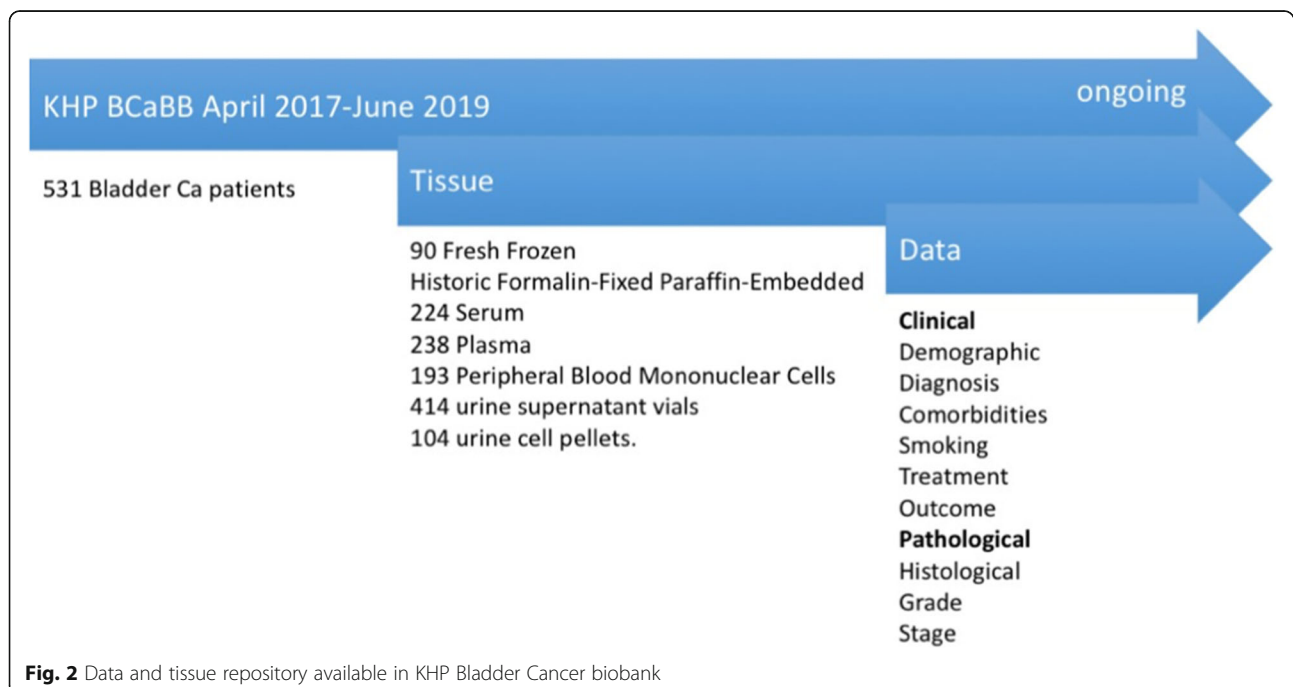 KHP BCaBB April 2017-June 2019
ongoing
531 Bladder Ca patients
Tissue
90 Fresh Frozen
Historic Formalin-Fixed Paraffin-Embedded
224 Serum
238 Plasma
193 Peripheral Blood Mononuclear Cells
414 urine supernatant vials
104 urine cell pellets.
Data
Clinical
Demographic
Diagnosis
Comorbidities
Smoking
Treatment
Outcome
Pathological
Histological
Grade
Stage
Fig. 2 Data and tissue repository available in KHP Bladder Cancer biobank